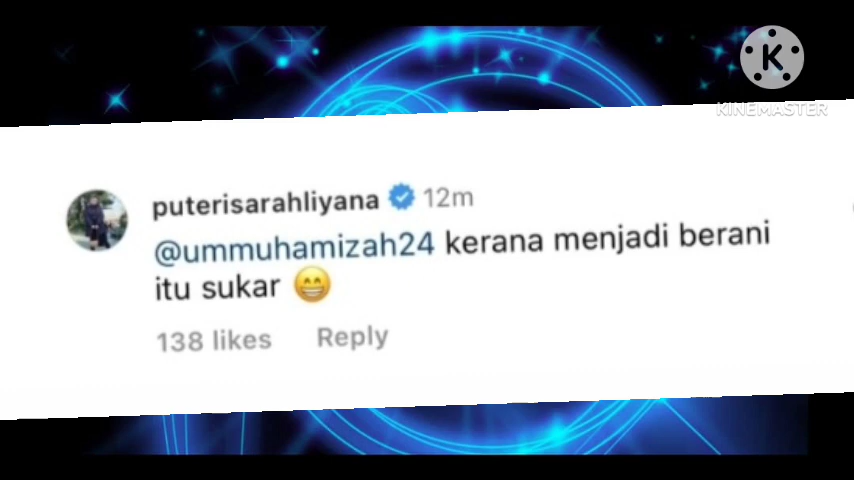 K
KINEMASTER
puterisarahliyana 12m
@ummuhamizah24 kerana menjadi berani
itu sukar 😁
138 likes Reply